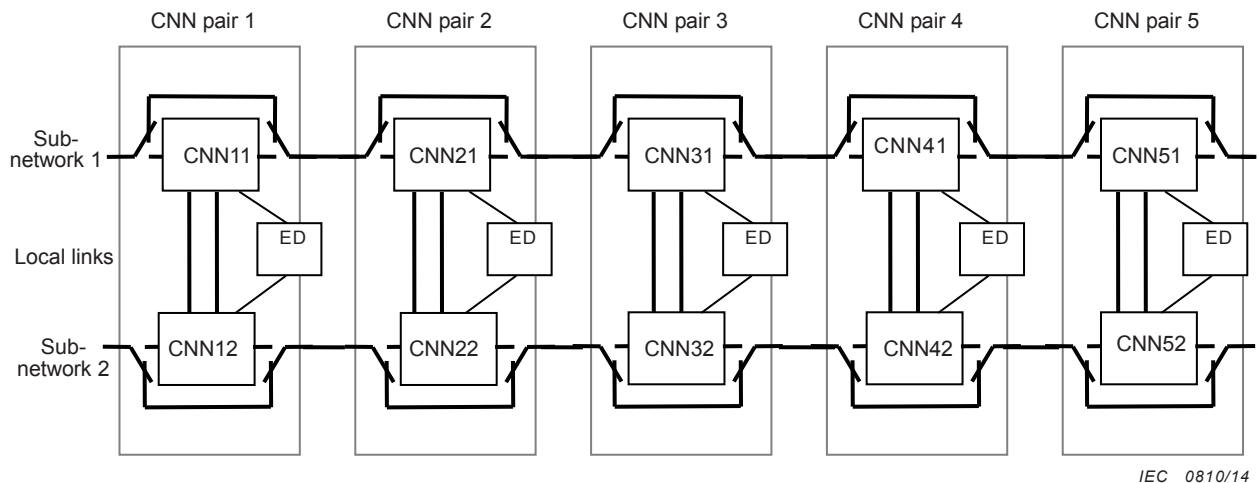 CNN pair 1
CNN pair 2
CNN pair 3
CNN pair 4
CNN pair 5
Sub-
network 1
CNN11
CNN21
CNN31
CNN41
CNN51
Local links
ED
ED
ED
ED
ED
Sub-
network 2
CNN12
CNN22
CNN32
CNN42
CNN52
IEC 0810/14